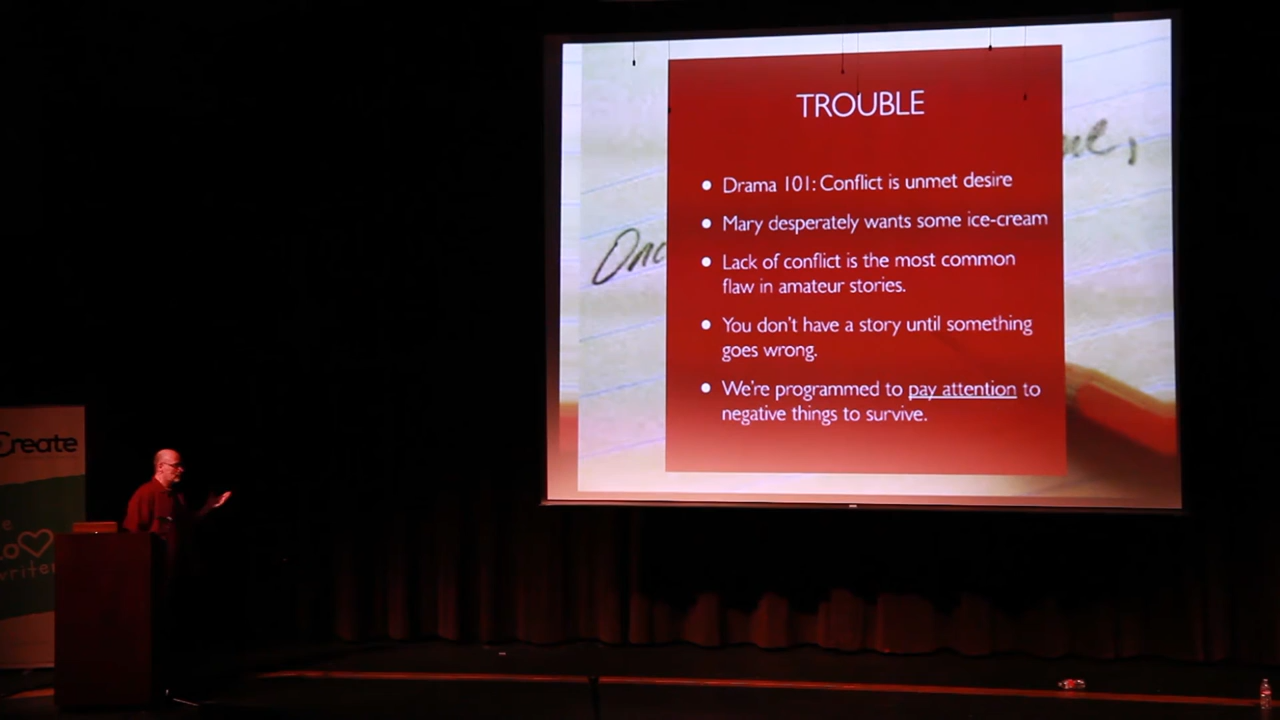 TROUBLE
Drama 101: Conflict is unmet desire
Mary desperately wants some ice-cream
Lack of conflict is the most common
flaw in amateur stories.
You don't have a story until something
goes wrong.
We're programmed to pay attention to
negative things to survive.
Create